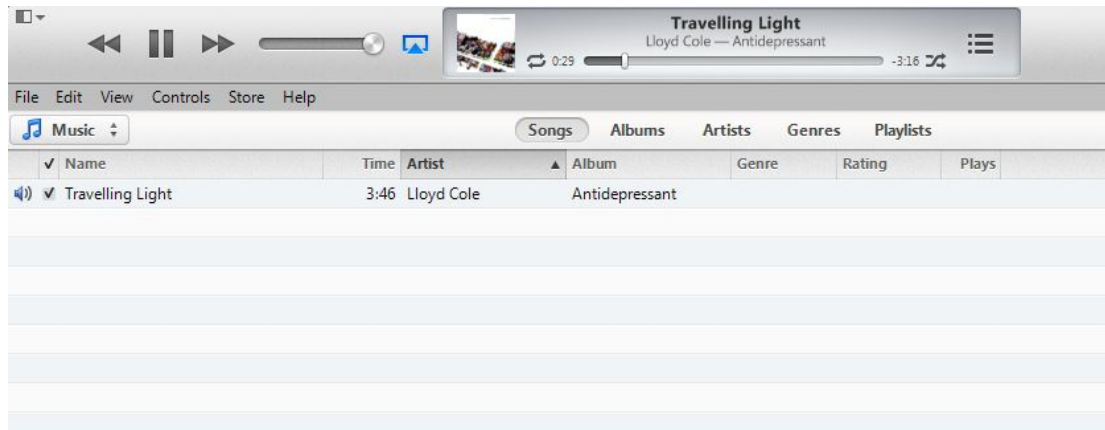 Travelling Light
Lloyd Cole — Antidepressant
0:29 -3:16
File Edit View Controls Store Help
Music Songs Albums Artists Genres Playlists
✔ Name Time Artist Album Genre Rating Plays
Travelling Light 3:46 Lloyd Cole Antidepressant